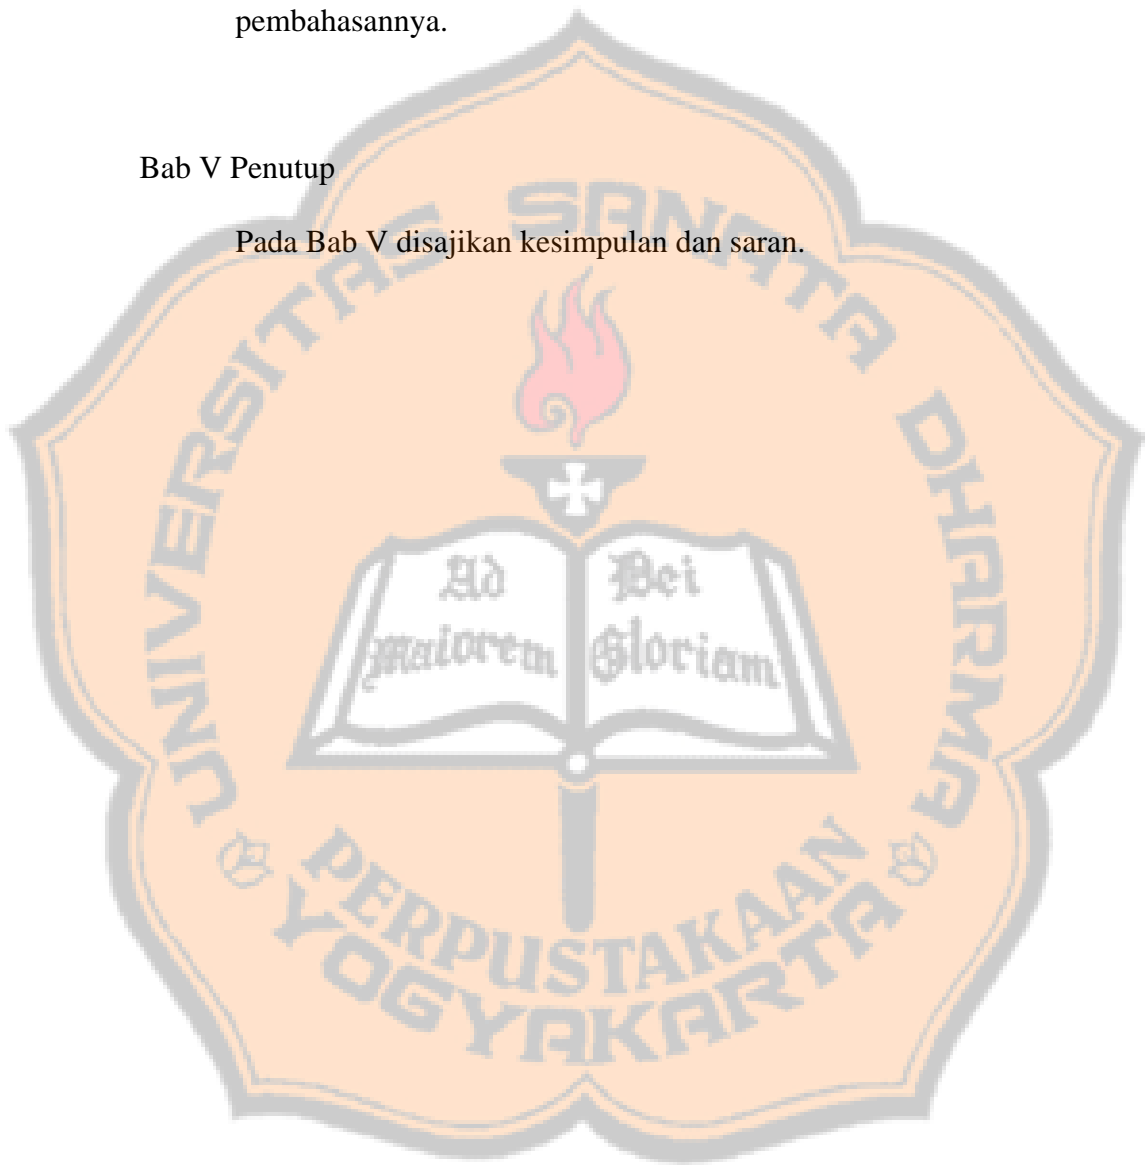 pembahasannya.
Bab V Penutup
Pada Bab V disajikan kesimpulan dan saran.
UNIVERSITAS SANATA DHARMA
Ad Dei
Maiorem Gloriam
PERPUSTAKAAN
YOGYAKARTA